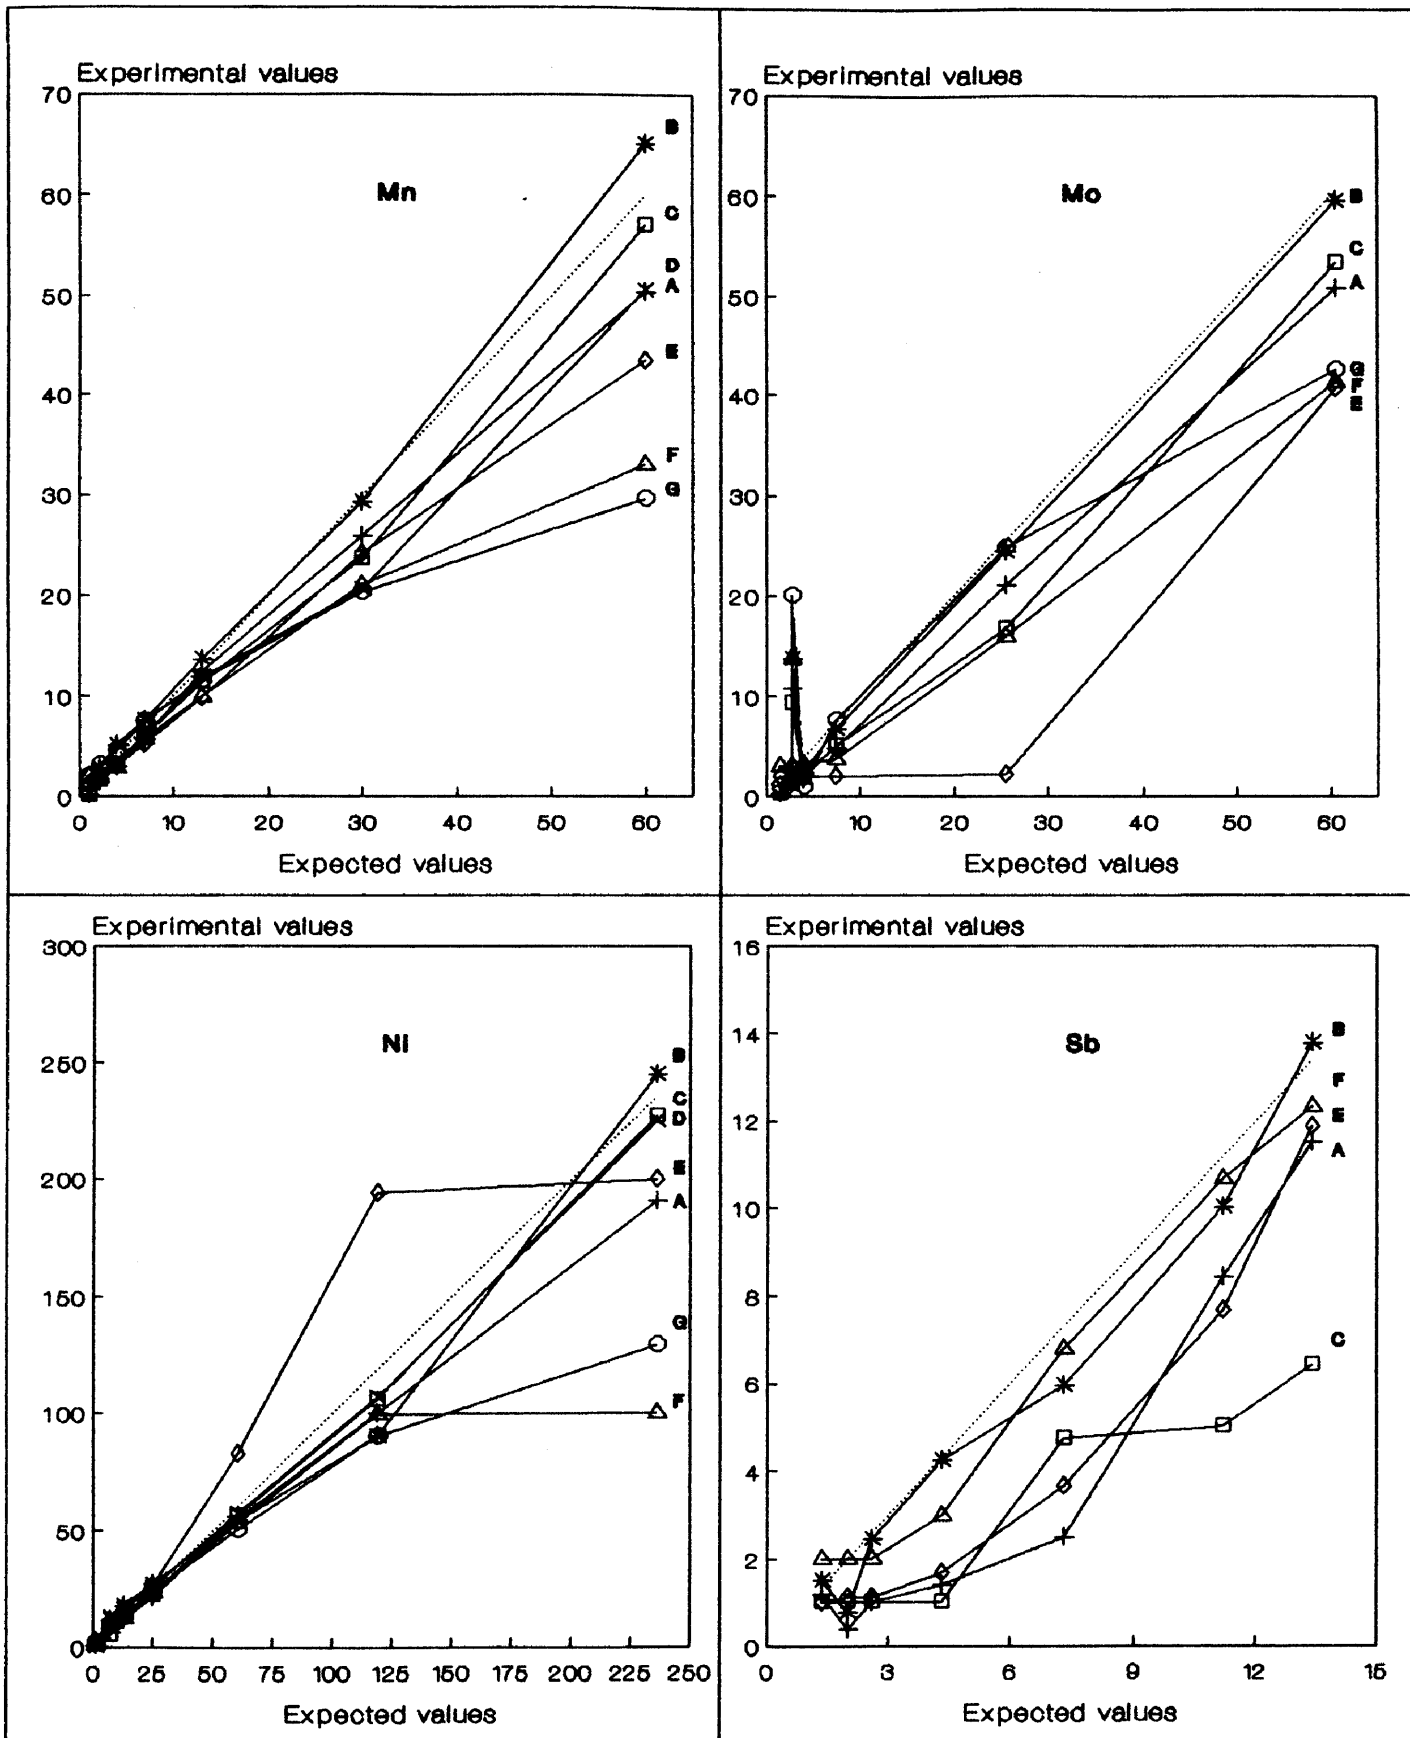 Experimental values
70
60
50
40
30
20
10
0
Mn
B
C
D
A
E
F
G
0 10 20 30 40 50 60
Expected values
Experimental values
70
60
50
40
30
20
10
0
Mo
B
C
A
G
F
E
0 10 20 30 40 50 60
Expected values
Experimental values
300
250
200
150
100
50
0
Ni
B
C
D
E
A
G
F
0 25 50 75 100 125 150 175 200 225 250
Expected values
Experimental values
16
14
12
10
8
6
4
2
0
Sb
B
F
E
A
C
0 3 6 9 12 15
Expected values